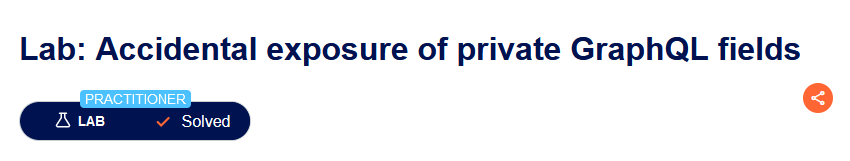 Lab: Accidental exposure of private GraphQL fields
PRACTITIONER
LAB Solved